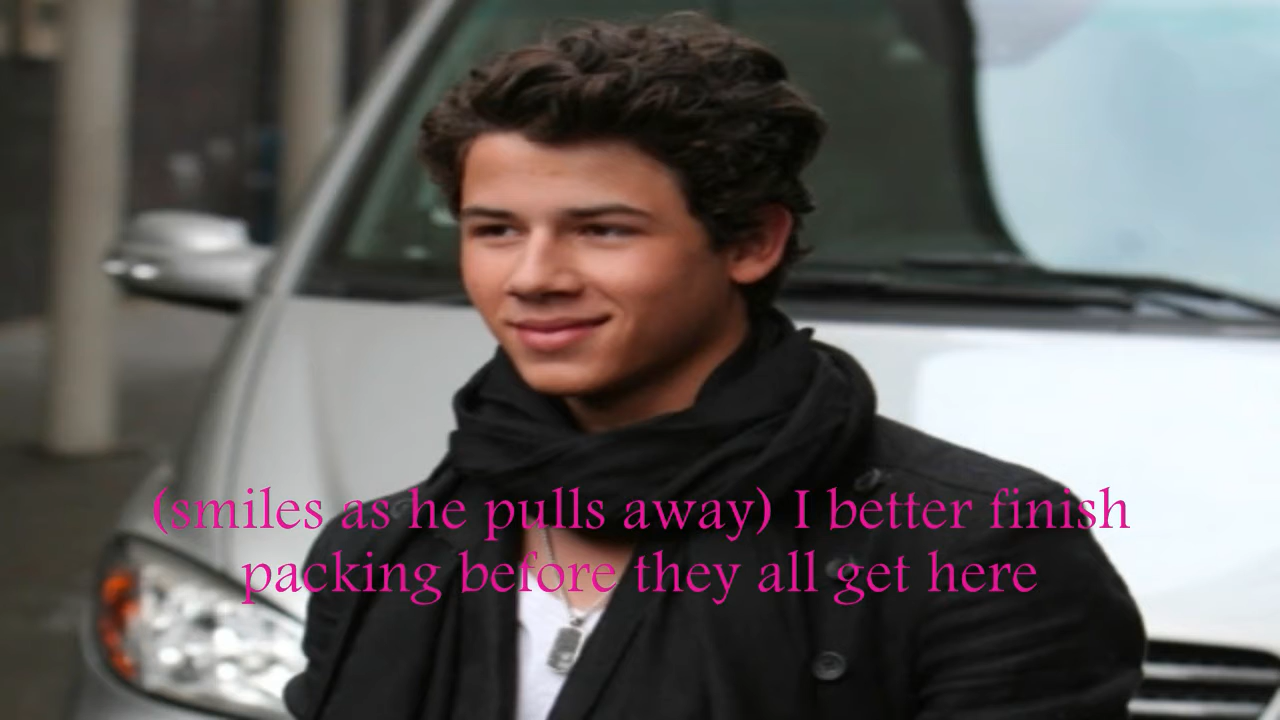 (smiles as he pulls away) I better finish
packing before they all get here